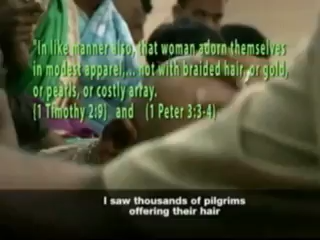 "In like manner also, that woman adorn themselves
in modest apparel,... not with braided hair, or gold,
or pearls, or costly array.
(1 Timothy 2:9)   and   (1 Peter 3:3-4)
I saw thousands of pilgrims
offering their hair